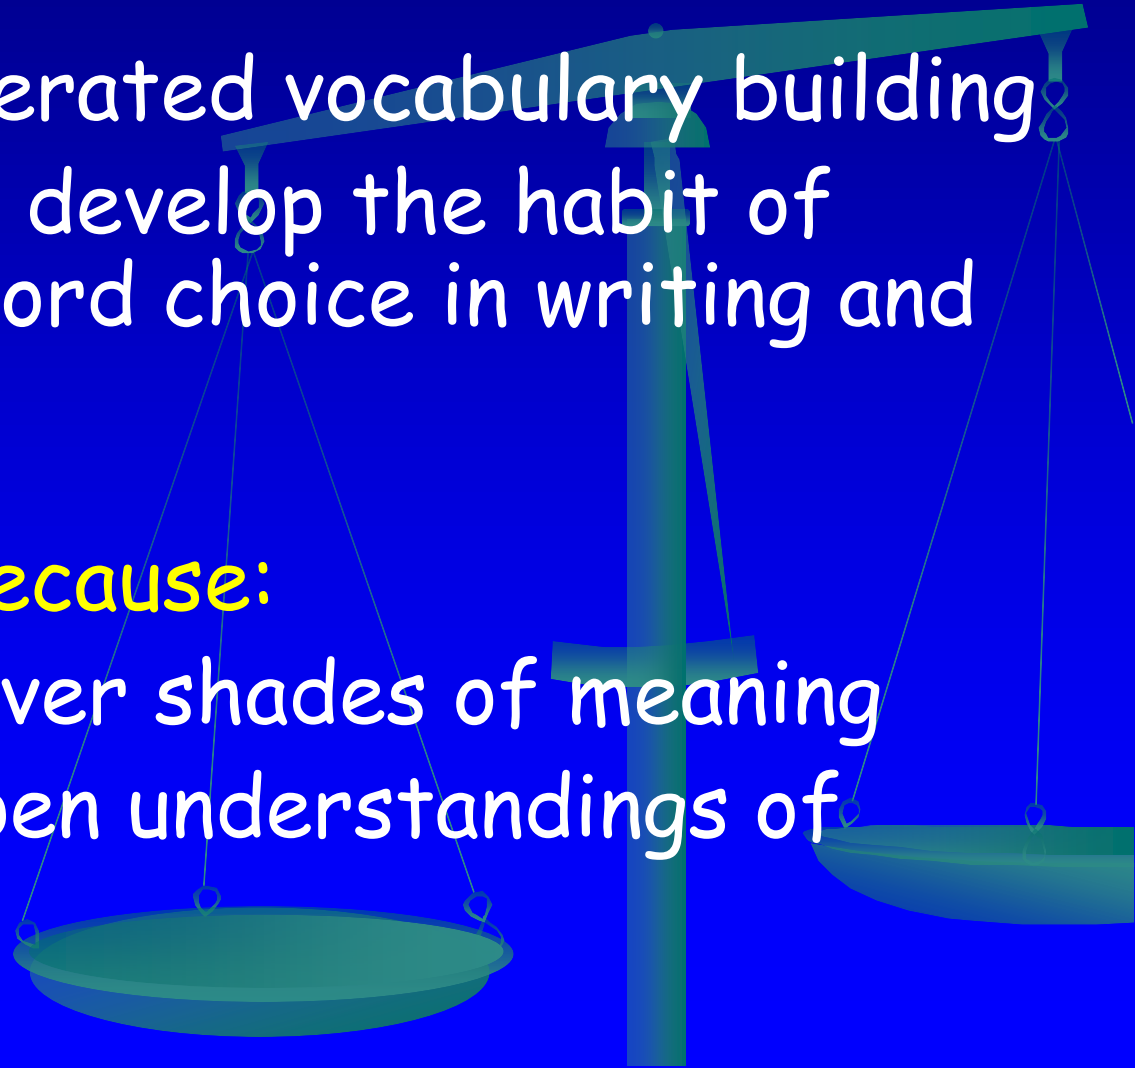 erated vocabulary building
develop the habit of
ord choice in writing and
ecause:
ver shades of meaning
pen understandings of